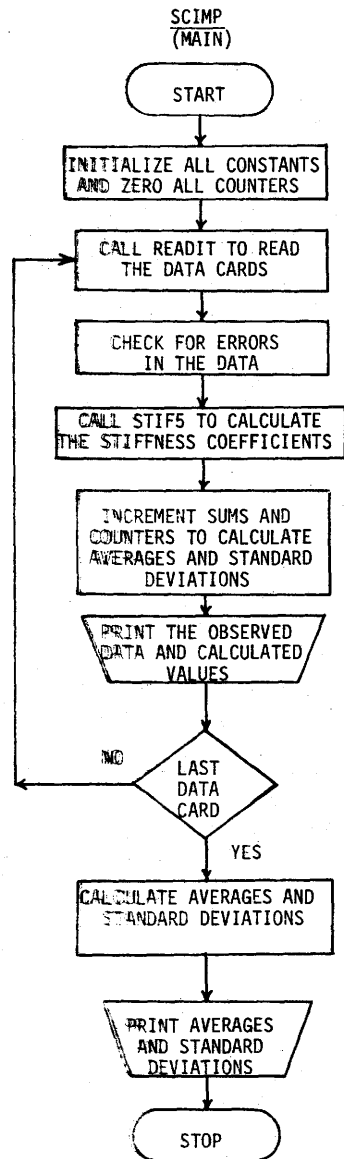 SCIMP
(MAIN)
START
INITIALIZE ALL CONSTANTS
AND ZERO ALL COUNTERS
CALL READIT TO READ
THE DATA CARDS
CHECK FOR ERRORS
IN THE DATA
CALL STIF5 TO CALCULATE
THE STIFFNESS COEFFICIENTS
INCREMENT SUMS AND
COUNTERS TO CALCULATE
AVERAGES AND STANDARD
DEVIATIONS
PRINT THE OBSERVED
DATA AND CALCULATED
VALUES
NO
LAST
DATA
CARD
YES
CALCULATE AVERAGES AND
STANDARD DEVIATIONS
PRINT AVERAGES
AND STANDARD
DEVIATIONS
STOP